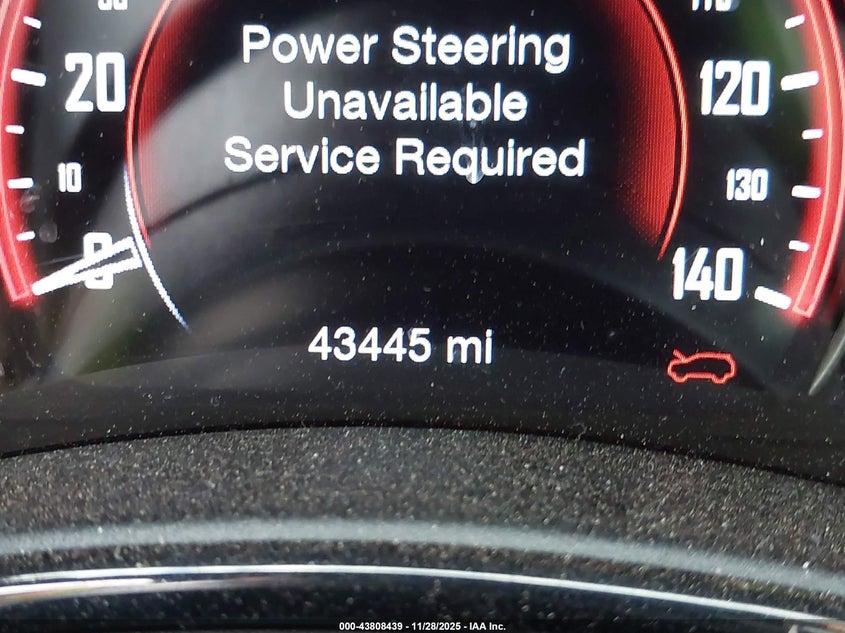 Power Steering
20 Unavailable 120
Service Required
10 130
0 140
43445 mi
000-43808439 - 11/28/2025 - IAA Inc.